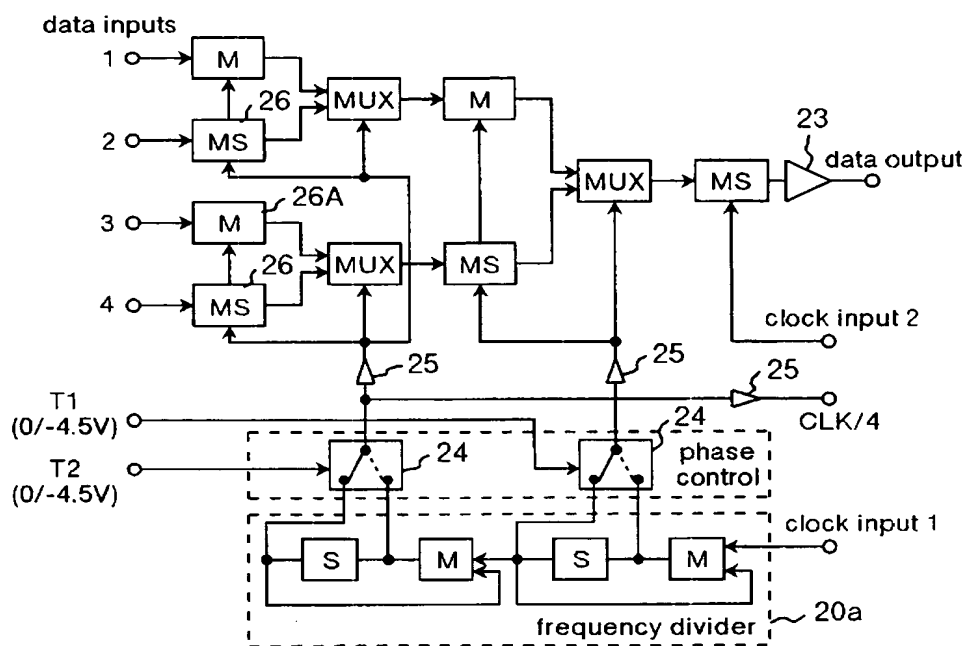 data inputs
1
M
26
MUX
M
2
MS
23
data output
MUX
MS
26A
3
M
26
MUX
MS
4
MS
clock input 2
25
25
25
T1
(0/-4.5V)
CLK/4
24
24
phase
control
T2
(0/-4.5V)
clock input 1
S
M
S
M
frequency divider
20a